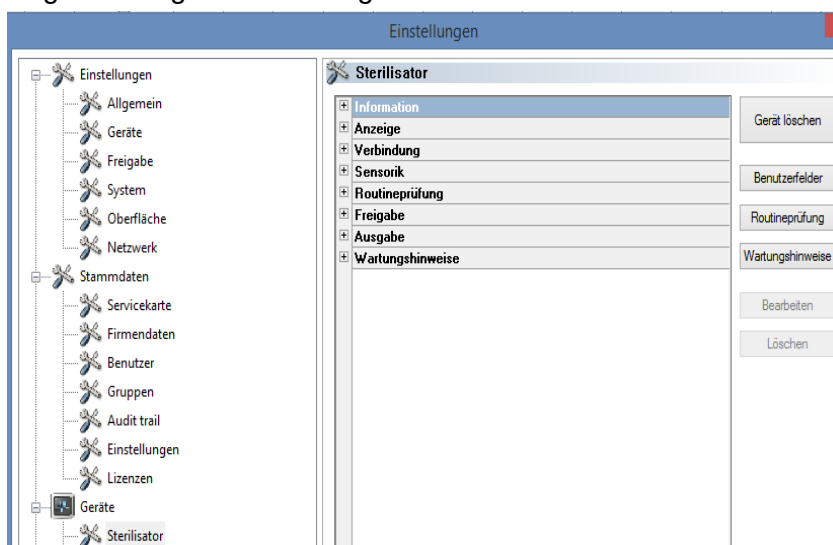 Einstellungen
Einstellungen
Allgemein
Geräte
Freigabe
System
Oberfläche
Netzwerk
Stammdaten
Servicekarte
Firmendaten
Benutzer
Gruppen
Audit trail
Einstellungen
Lizenzen
Geräte
Sterilisator
Sterilisator
Information
Anzeige
Verbindung
Sensorik
Routineprüfung
Freigabe
Ausgabe
Wartungshinweise
Gerät löschen
Benutzerfelder
Routineprüfung
Wartungshinweise
Bearbeiten
Löschen